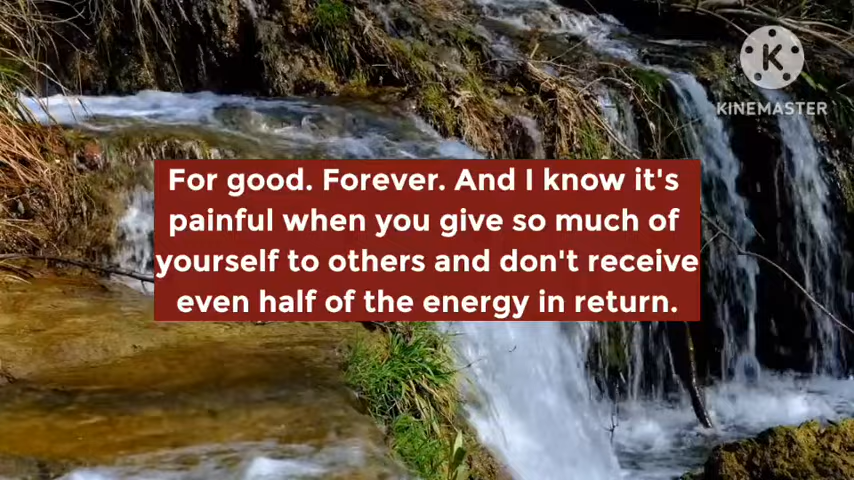 K
KINEMASTER
For good. Forever. And I know it's
painful when you give so much of
yourself to others and don't receive
even half of the energy in return.